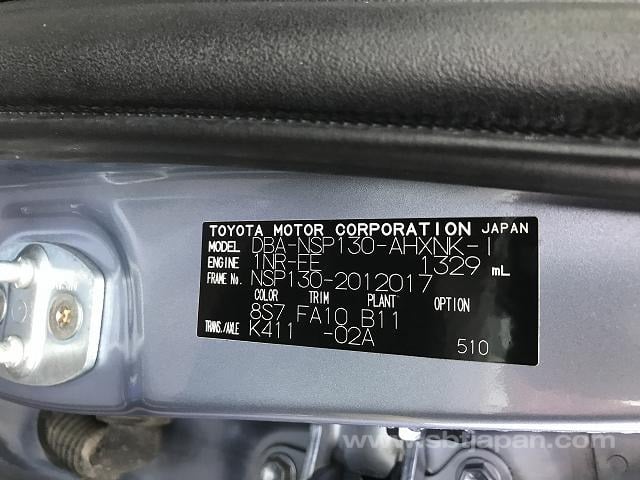 TOYOTA MOTOR CORPORATION JAPAN
MODEL DBA-NSP130-AHXNK-I
ENGINE 1NR-FE 1329 mL
FRAME No. NSP130-2012017
COLOR TRIM PLANT OPTION
8S7 FA10 B11
TRANS./AXLE K411 -02A
510
www.sbtjapan.com